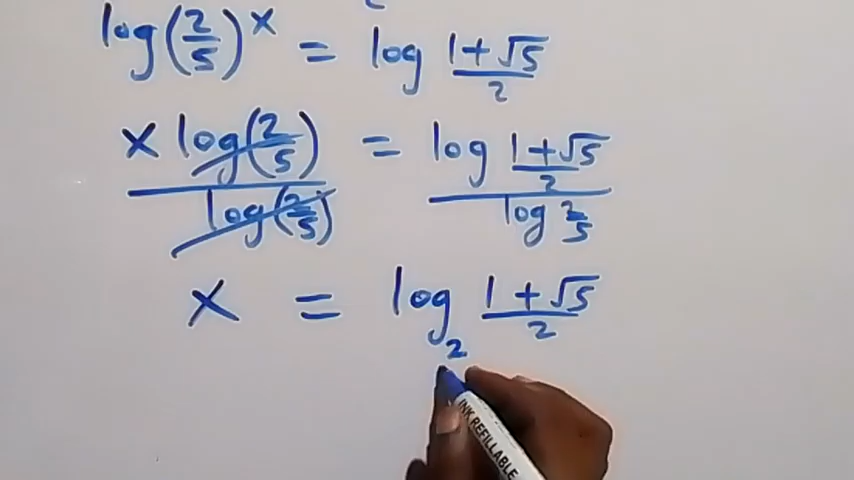 log(2/5)^x = log (1+√5)/2
x log(2/5) / log(2/5) = log (1+√5)/2 / log 2/5
x = log_2 (1+√5)/2
INK REFILLABLE